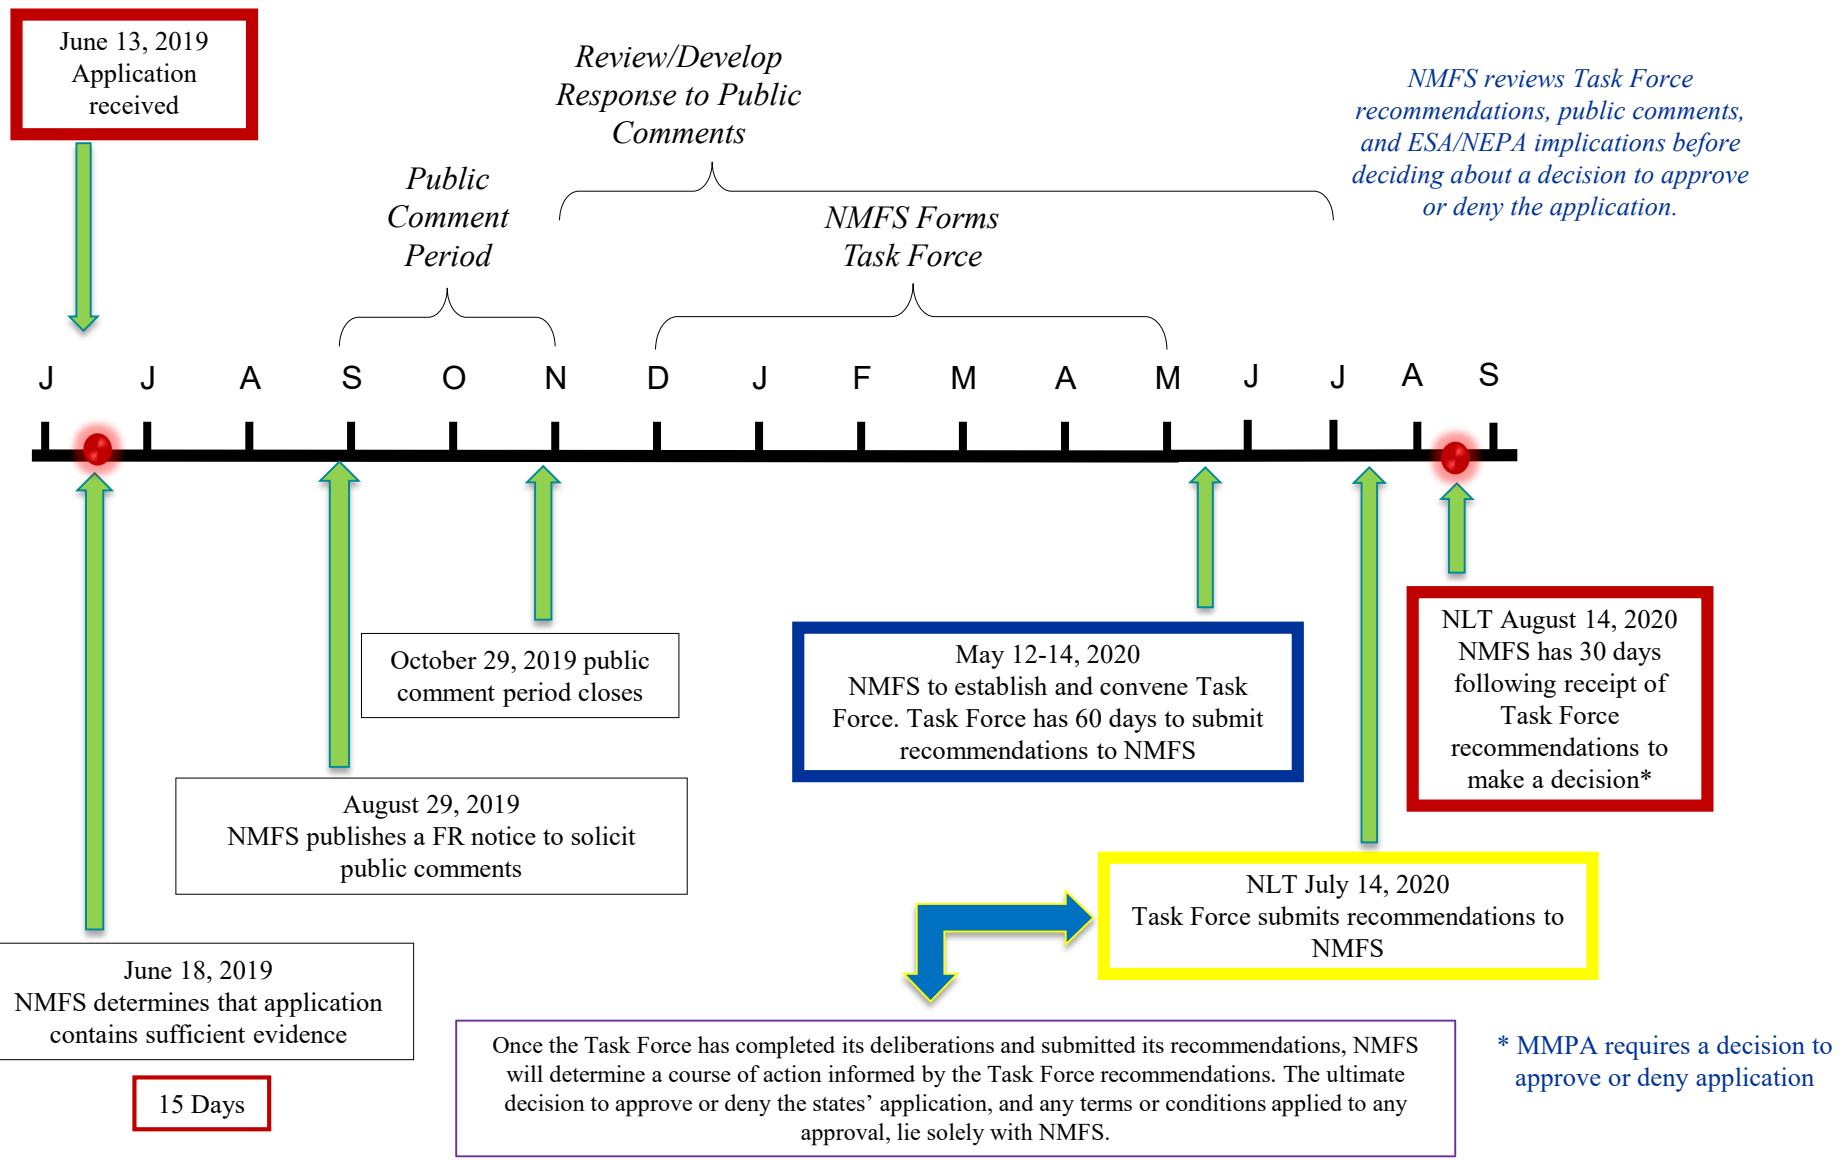 June 13, 2019
Application
received
Review/Develop
Response to Public
Comments
NMFS reviews Task Force
recommendations, public comments,
and ESA/NEPA implications before
deciding about a decision to approve
or deny the application.
Public
Comment
Period
NMFS Forms
Task Force
J J A S O N D J F M A M J J A S
October 29, 2019 public
comment period closes
May 12-14, 2020
NMFS to establish and convene Task
Force. Task Force has 60 days to submit
recommendations to NMFS
NLT August 14, 2020
NMFS has 30 days
following receipt of
Task Force
recommendations to
make a decision*
August 29, 2019
NMFS publishes a FR notice to solicit
public comments
NLT July 14, 2020
Task Force submits recommendations to
NMFS
June 18, 2019
NMFS determines that application
contains sufficient evidence
15 Days
Once the Task Force has completed its deliberations and submitted its recommendations, NMFS
will determine a course of action informed by the Task Force recommendations. The ultimate
decision to approve or deny the states’ application, and any terms or conditions applied to any
approval, lie solely with NMFS.
* MMPA requires a decision to
approve or deny application